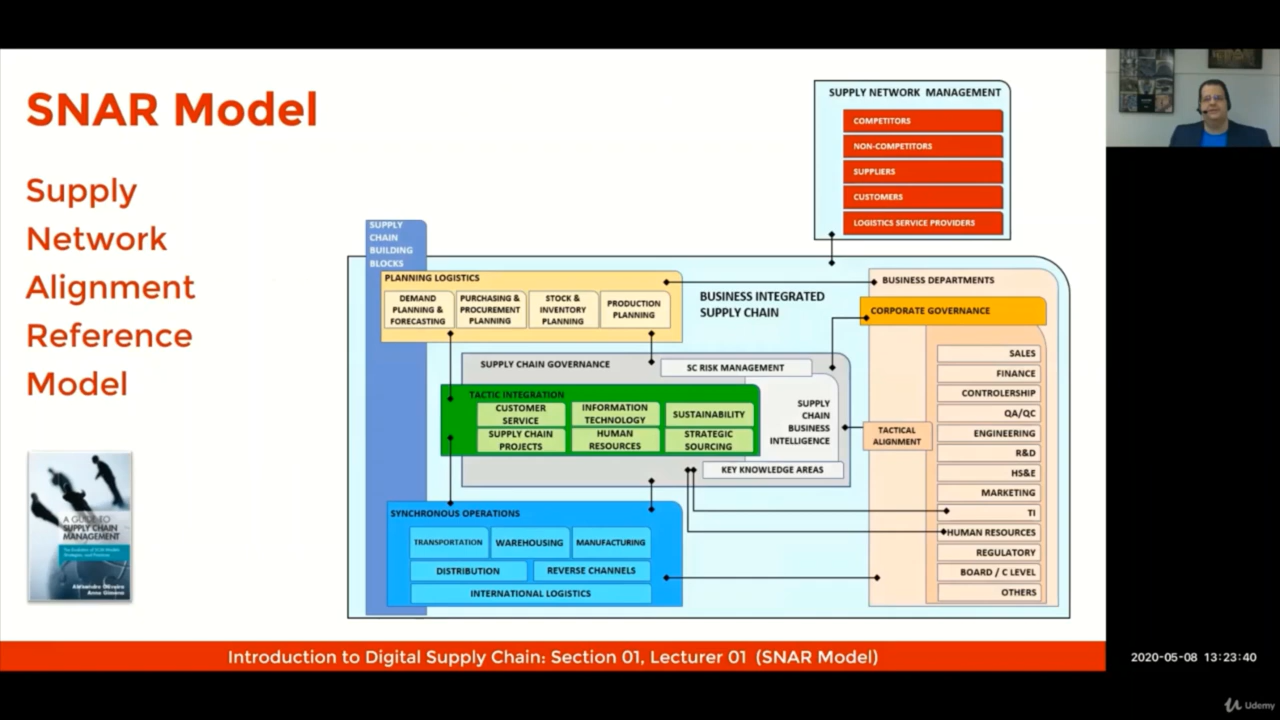 SNAR Model
Supply
Network
Alignment
Reference
Model
A GUIDE TO
SUPPLY CHAIN
MANAGEMENT
SUPPLY NETWORK MANAGEMENT
COMPETITORS
NON-COMPETITORS
SUPPLIERS
CUSTOMERS
LOGISTICS SERVICE PROVIDERS
SUPPLY
CHAIN
BUILDING
BLOCKS
PLANNING LOGISTICS
DEMAND
PLANNING &
FORECASTING
PURCHASING &
PROCUREMENT
PLANNING
STOCK &
INVENTORY
PLANNING
PRODUCTION
PLANNING
BUSINESS INTEGRATED
SUPPLY CHAIN
SUPPLY CHAIN GOVERNANCE
SC RISK MANAGEMENT
TACTIC INTEGRATION
CUSTOMER
SERVICE
INFORMATION
TECHNOLOGY
SUSTAINABILITY
SUPPLY CHAIN
PROJECTS
HUMAN
RESOURCES
STRATEGIC
SOURCING
SUPPLY
CHAIN
BUSINESS
INTELLIGENCE
KEY KNOWLEDGE AREAS
SYNCHRONOUS OPERATIONS
TRANSPORTATION
WAREHOUSING
MANUFACTURING
DISTRIBUTION
REVERSE CHANNELS
INTERNATIONAL LOGISTICS
BUSINESS DEPARTMENTS
CORPORATE GOVERNANCE
TACTICAL
ALIGNMENT
SALES
FINANCE
CONTROLERSHIP
QA/QC
ENGINEERING
R&D
HS&E
MARKETING
TI
HUMAN RESOURCES
REGULATORY
BOARD / C LEVEL
OTHERS
Introduction to Digital Supply Chain: Section 01, Lecturer 01 (SNAR Model)
2020-05-08 13:23:40
Udemy